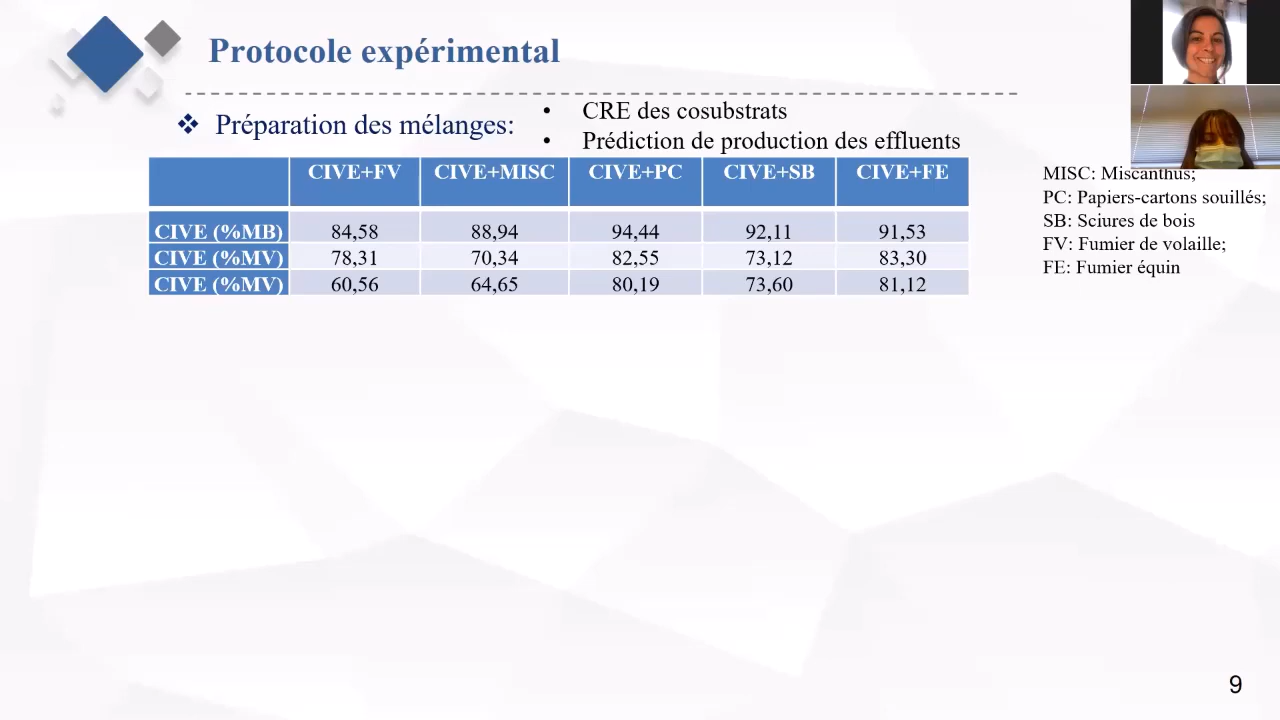 Protocole expérimental
❖ Préparation des mélanges:
• CRE des cosubstrats
• Prédiction de production des effluents
CIVE+FV CIVE+MISC CIVE+PC CIVE+SB CIVE+FE
CIVE (%MB) 84,58 88,94 94,44 92,11 91,53
CIVE (%MV) 78,31 70,34 82,55 73,12 83,30
CIVE (%MV) 60,56 64,65 80,19 73,60 81,12
MISC: Miscanthus;
PC: Papiers-cartons souillés;
SB: Sciures de bois
FV: Fumier de volaille;
FE: Fumier équin
9